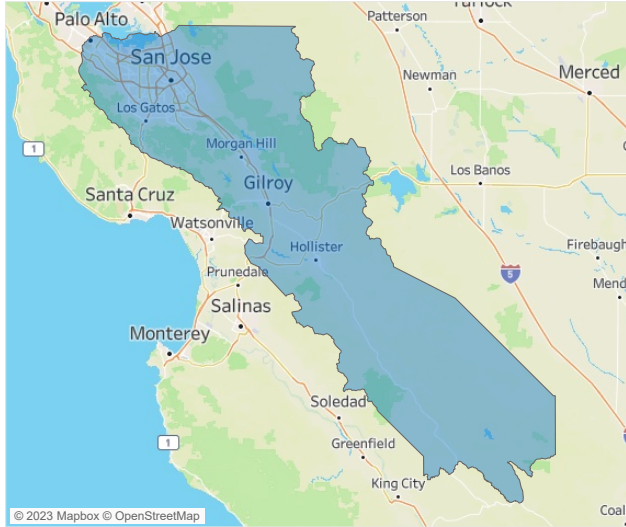 Patterson
Palo Alto
San Jose
Newman
Merced
Los Gatos
1
Morgan Hill
Los Banos
Gilroy
Santa Cruz
Watsonville
Hollister
Firebaugh
5
Prunedale
Mend
Salinas
Monterey
Soledad
1
Greenfield
King City
Coal
© 2023 Mapbox © OpenStreetMap